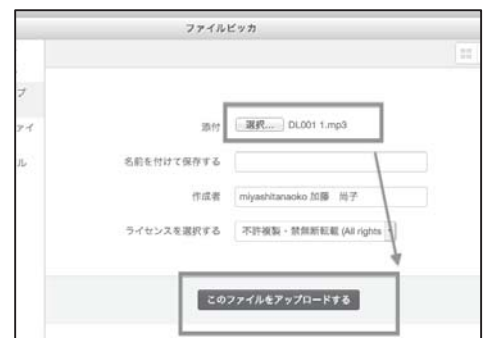 ファイルピッカ
プ
ァイ
ル
添付 選択... DL001 1.mp3
名前を付けて保存する
作成者 miyashitanaoko 加藤 尚子
ライセンスを選択する 不許複製・禁無断転載 (All rights
このファイルをアップロードする